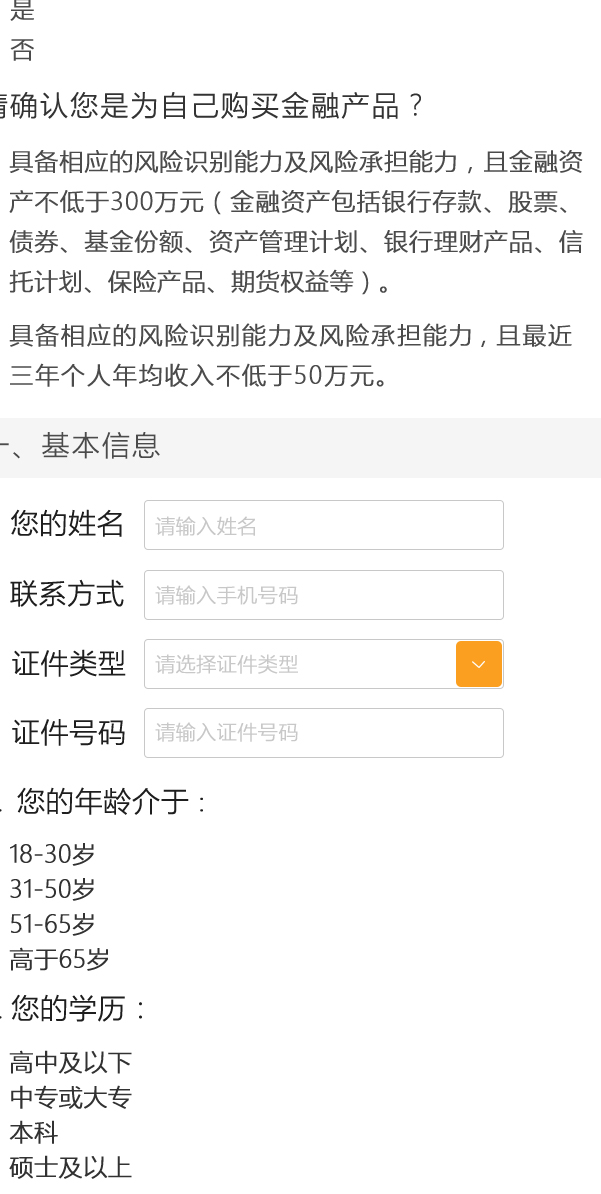 是
否
请确认您是为自己购买金融产品？
具备相应的风险识别能力及风险承担能力，且金融资
产不低于300万元（金融资产包括银行存款、股票、
债券、基金份额、资产管理计划、银行理财产品、信
托计划、保险产品、期货权益等）。
具备相应的风险识别能力及风险承担能力，且最近
三年个人年均收入不低于50万元。
一、基本信息
您的姓名 请输入姓名
联系方式 请输入手机号码
证件类型 请选择证件类型
证件号码 请输入证件号码
. 您的年龄介于：
18-30岁
31-50岁
51-65岁
高于65岁
. 您的学历：
高中及以下
中专或大专
本科
硕士及以上